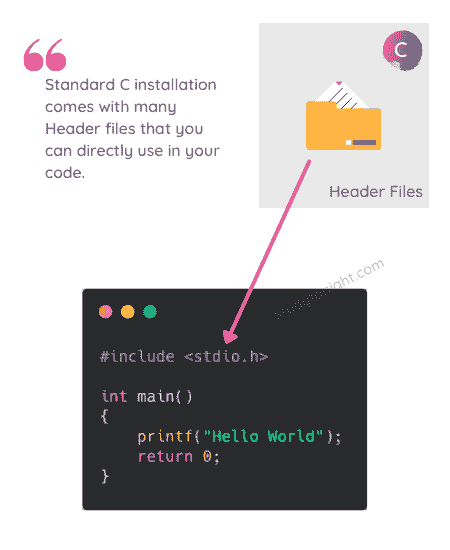 Standard C installation
comes with many
Header files that you
can directly use in your
code.
C
Header Files
studytonight.com
#include <stdio.h>
int main()
{
    printf("Hello World");
    return 0;
}